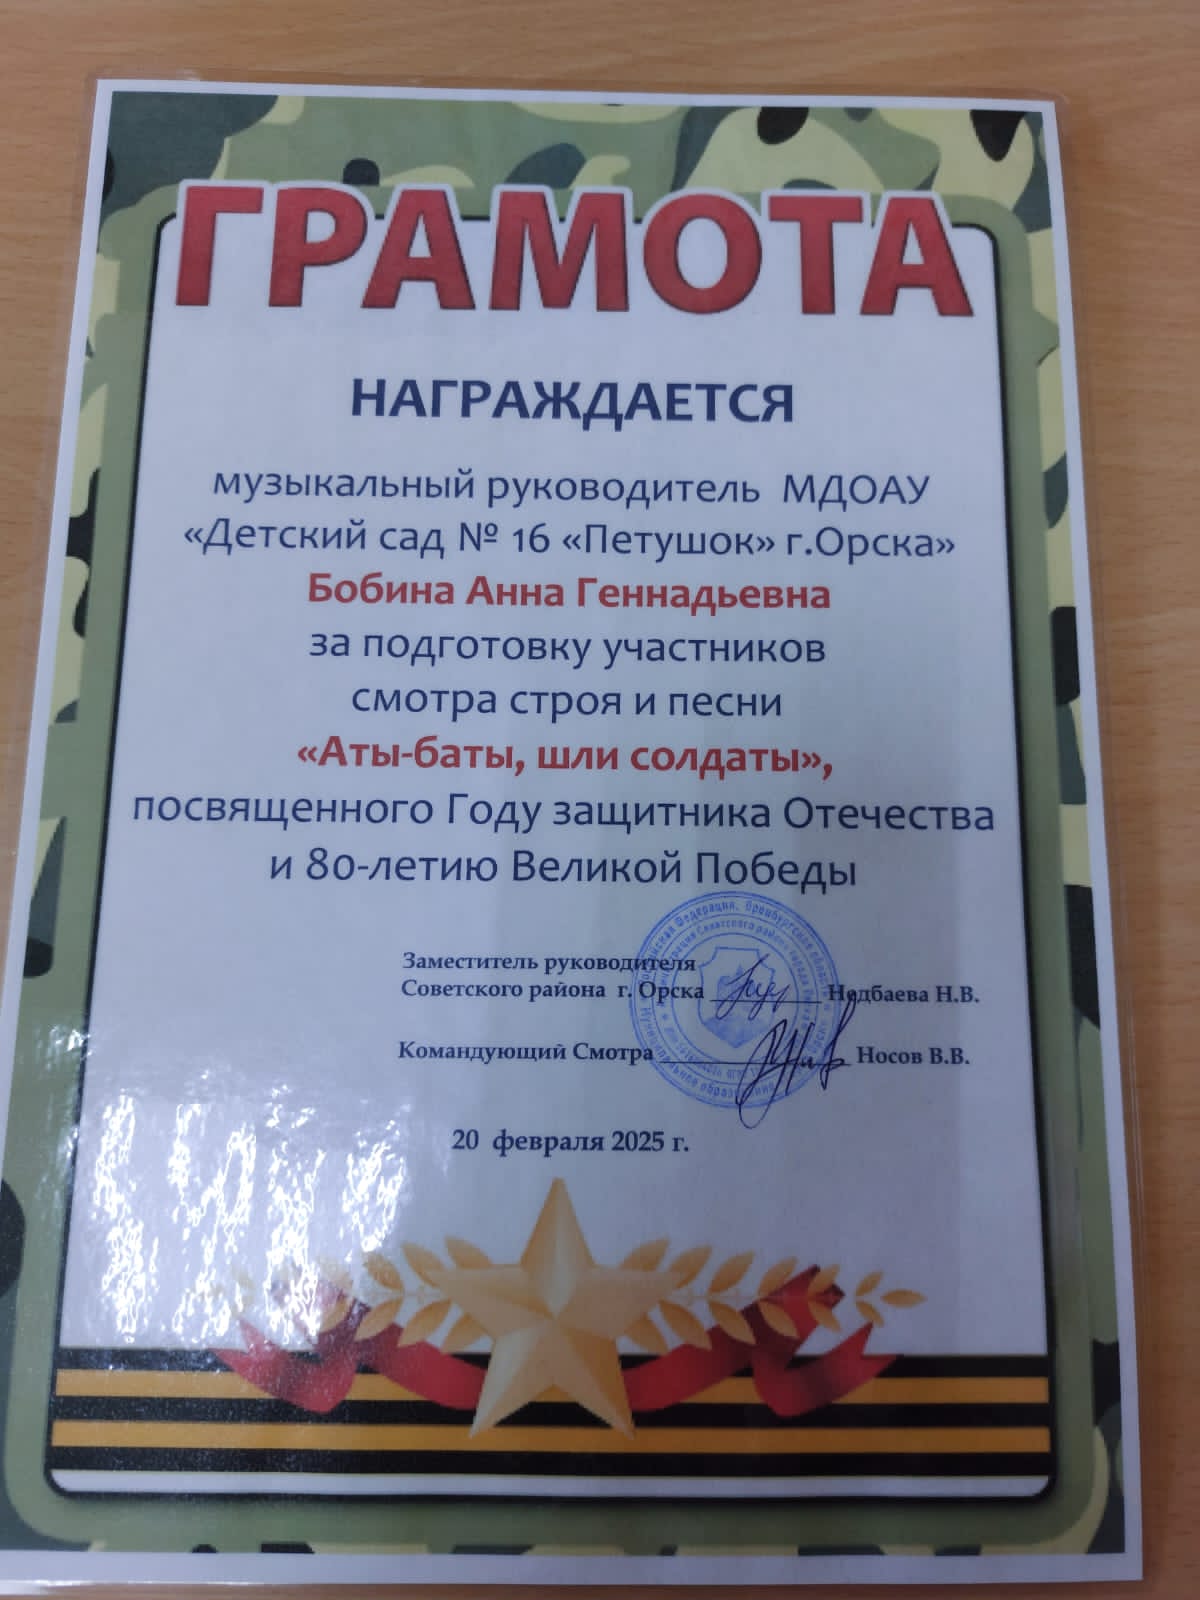 ГРАМОТА
НАГРАЖДАЕТСЯ
музыкальный руководитель МДОАУ
«Детский сад № 16 «Петушок» г.Орска»
Бобина Анна Геннадьевна
за подготовку участников
смотра строя и песни
«Аты-баты, шли солдаты»,
посвященного Году защитника Отечества
и 80-летию Великой Победы
Заместитель руководителя
Советского района г. Орска Недбаева Н.В.
Командующий Смотра Носов В.В.
20 февраля 2025 г.